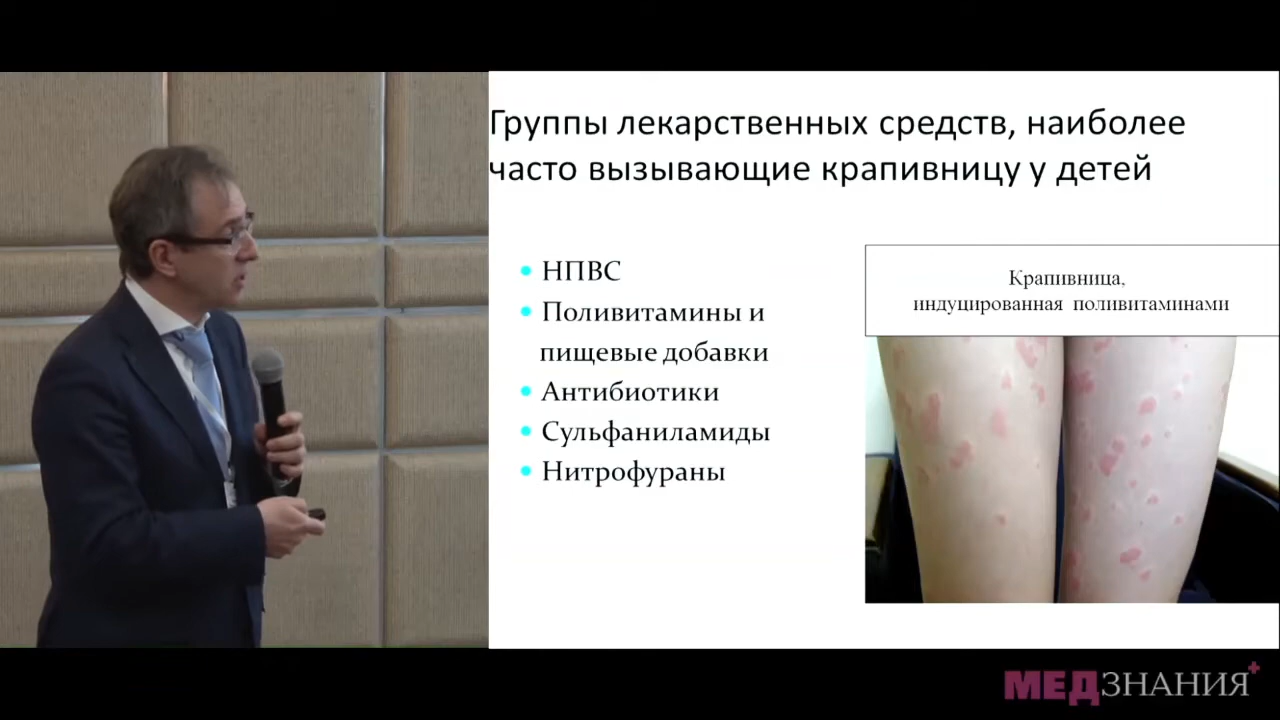 Группы лекарственных средств, наиболее
часто вызывающие крапивницу у детей
• НПВС
• Поливитамины и
пищевые добавки
• Антибиотики
• Сульфаниламиды
• Нитрофураны
Крапивница,
индуцированная поливитаминами
МЕДЗНАНИЯ+